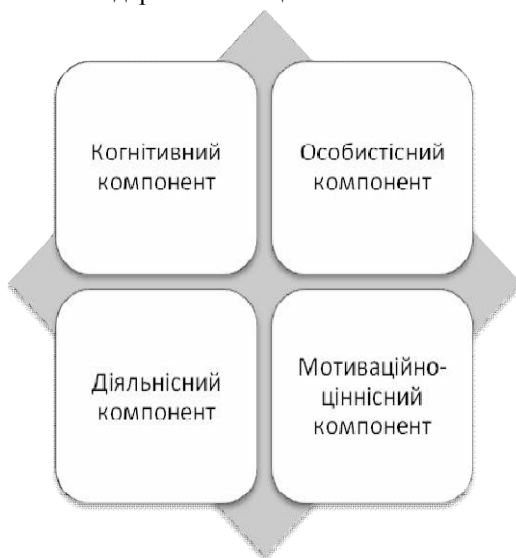 Когнітивний
компонент
Особистісний
компонент
Діяльнісний
компонент
Мотиваційно-
ціннісний
компонент